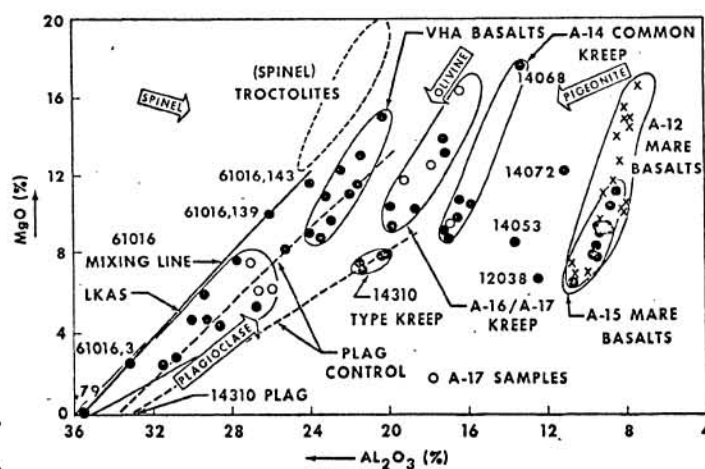 20
16
12
8
4
0
MgO (%)
36
32
28
24
20
16
12
8
4
AL2O3 (%)
SPINEL
(SPINEL)
TROCTOLITES
VHA BASALTS
OLIVINE
A-14 COMMON
KREEP
14068
PIGEONITE
A-12
MARE
BASALTS
61016,143
61016,139
61016
MIXING LINE
LKAS
61016,3
,79
14072
14053
12038
14310
TYPE KREEP
A-16/A-17
KREEP
A-15 MARE
BASALTS
PLAGIOCLASE
PLAG
CONTROL
14310 PLAG
A-17 SAMPLES